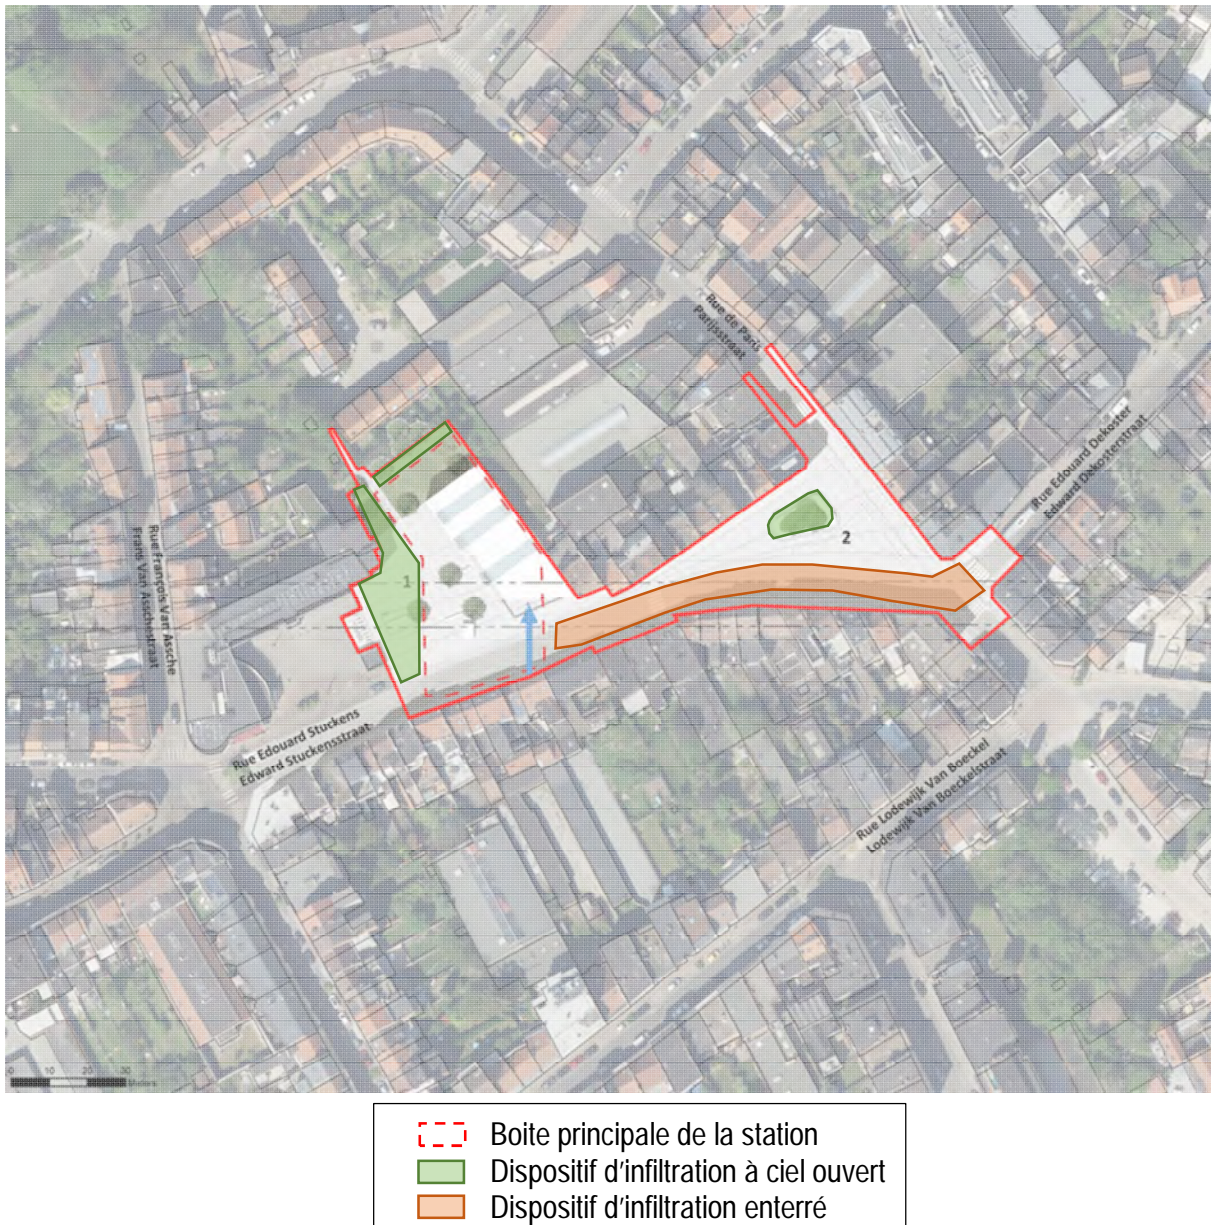 Rue de Paris
Parijsstraat
Rue Edouard Dekoster
Edward Dekosterstraat
2
1
Rue François Van Assche
Frans Van Asschestraat
Rue Edouard Stuckens
Edward Stuckensstraat
Rue Lodewijk Van Boeckel
Lodewijk Van Boeckelstraat
0 10 20 30
Meters
Boite principale de la station
Dispositif d'infiltration à ciel ouvert
Dispositif d'infiltration enterré